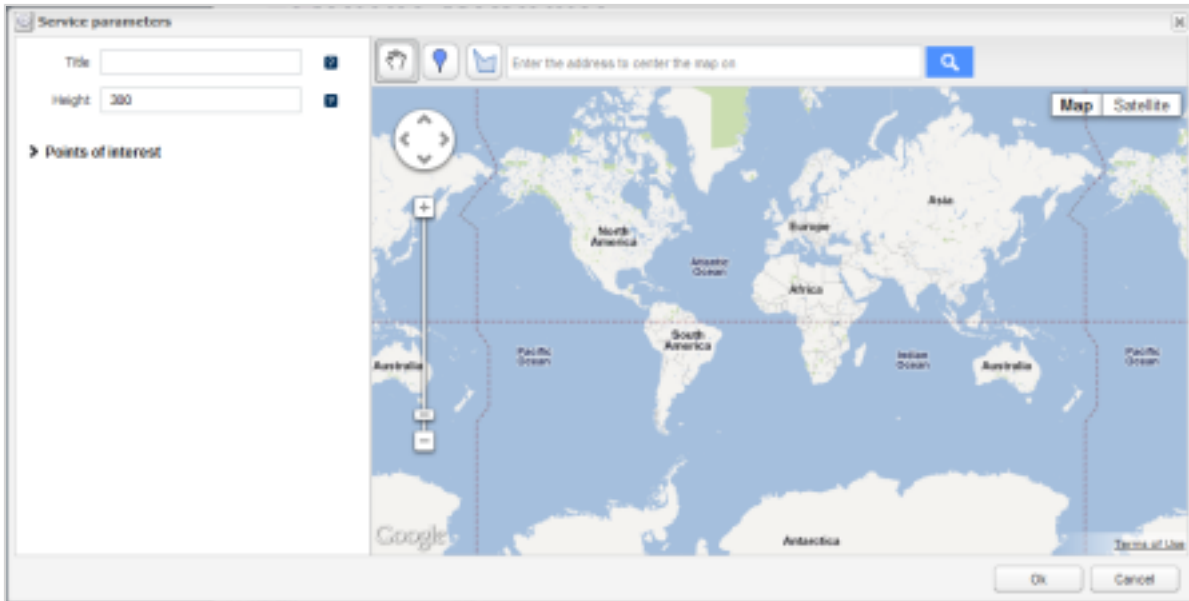 Service parameters
Title
Height 380
Points of interest
Enter the address to center the map on
Map Satellite
Asia
Europe
North
America
Atlantic
Ocean
Africa
South
America
Pacific
Ocean
Indian
Ocean
Pacific
Ocean
Australia
Australia
Google
Antarctica
Terms of Use
Ok Cancel